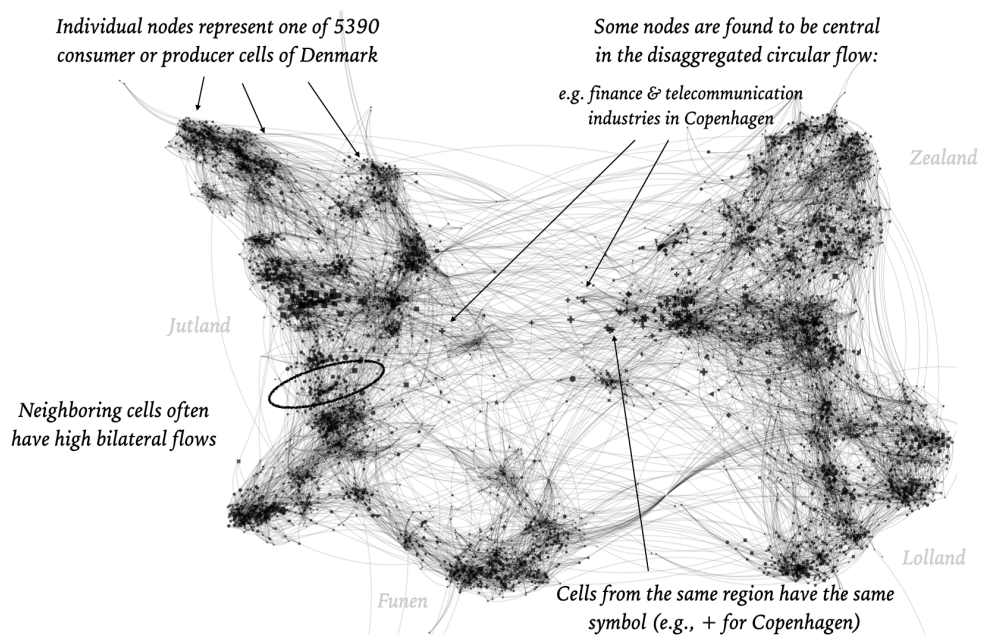 Individual nodes represent one of 5390
consumer or producer cells of Denmark
Some nodes are found to be central
in the disaggregated circular flow:
e.g. finance & telecommunication
industries in Copenhagen
Zealand
Jutland
Neighboring cells often
have high bilateral flows
Lolland
Funen
Cells from the same region have the same
symbol (e.g., + for Copenhagen)